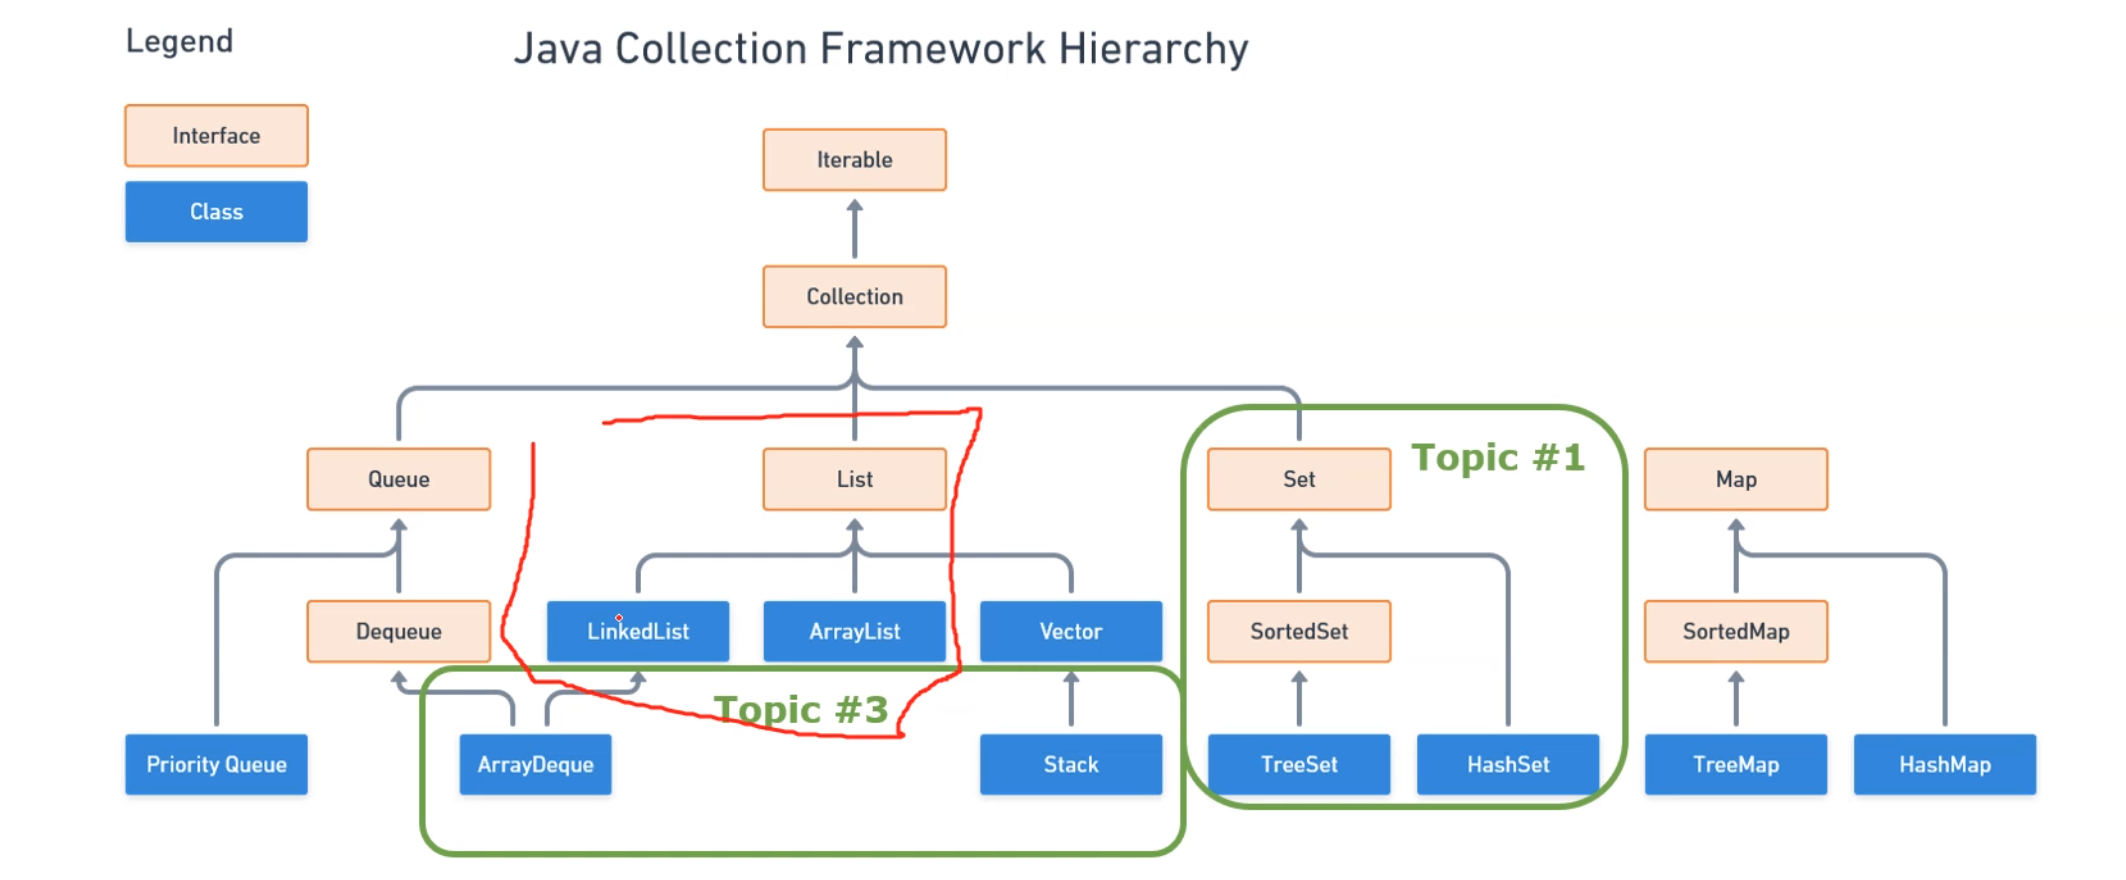 Legend
Java Collection Framework Hierarchy
Interface
Class
Iterable
Collection
Queue
List
Set
Topic #1
Map
Dequeue
LinkedList
ArrayList
Vector
SortedSet
SortedMap
Topic #3
Priority Queue
ArrayDeque
Stack
TreeSet
HashSet
TreeMap
HashMap